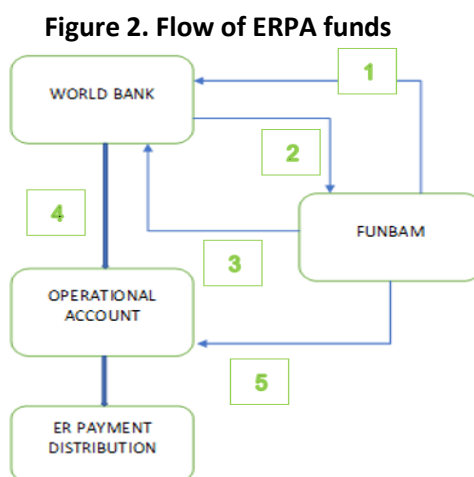 Figure 2. Flow of ERPA funds
1
WORLD BANK
2
4
FUNBAM
3
OPERATIONAL
ACCOUNT
5
ER PAYMENT
DISTRIBUTION